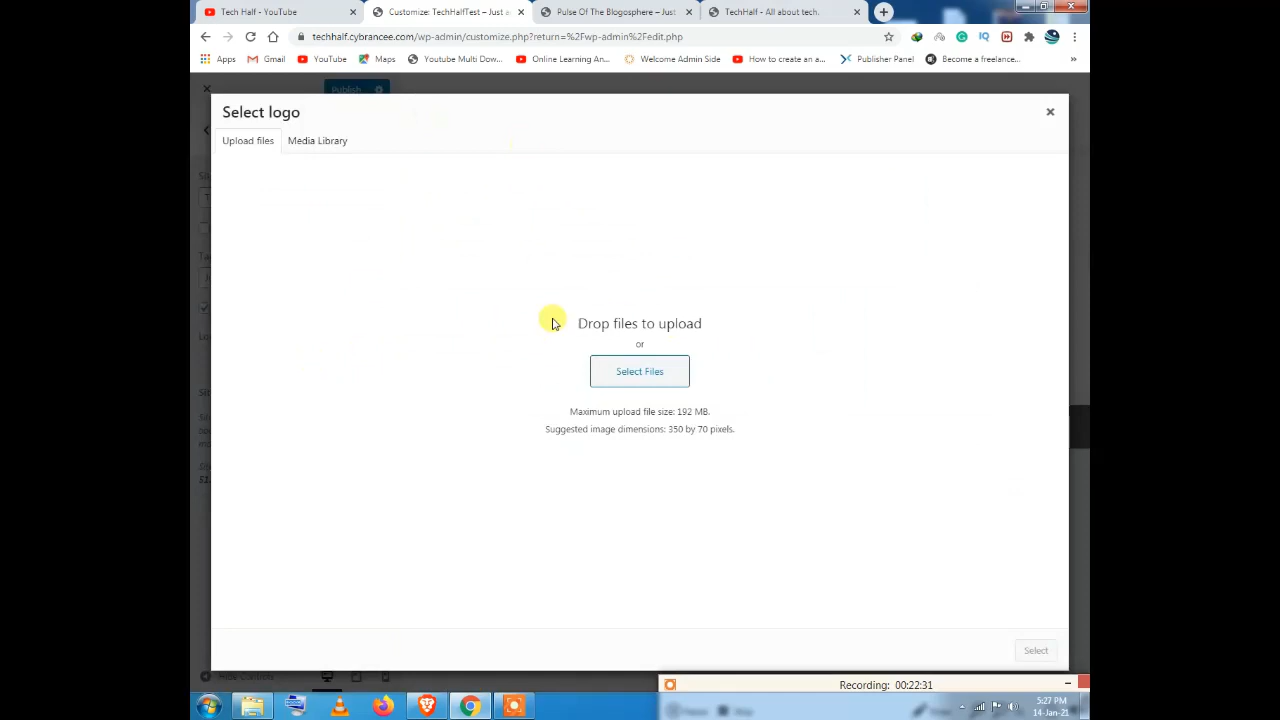 Tech Half - YouTube
Customize: TechHalfTest – Just a
Pulse Of The Blogosphere – Just
TechHalf - All about tech.
techhalf.cybrancee.com/wp-admin/customize.php?return=%2Fwp-admin%2Fedit.php
Apps
Gmail
YouTube
Maps
Youtube Multi Dow...
Online Learning An...
Welcome Admin Side
How to create an a...
Publisher Panel
Become a freelance...
»
Publish
Select logo
Upload files
Media Library
Drop files to upload
or
Select Files
Maximum upload file size: 192 MB.
Suggested image dimensions: 350 by 70 pixels.
Select
Hide Controls
Recording: 00:22:31
5:27 PM
14-Jan-21